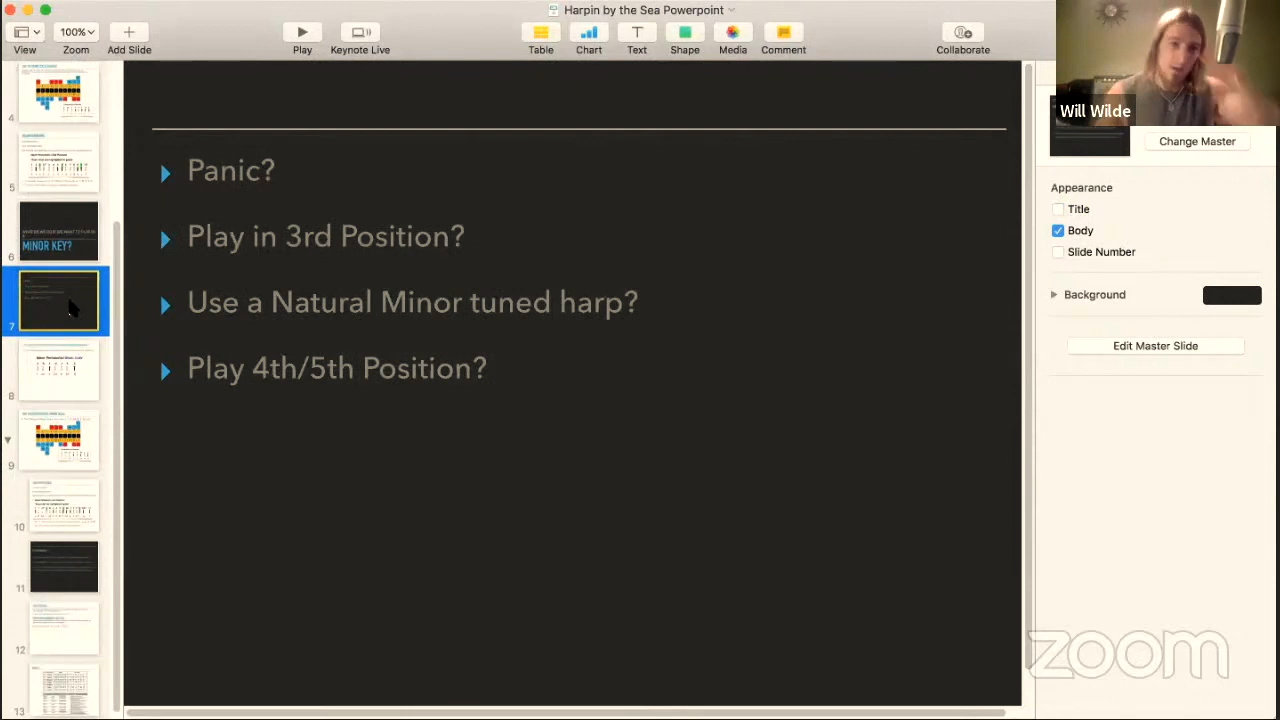 Harpin by the Sea Powerpoint
View
100%
Zoom
Add Slide
Play
Keynote Live
Table
Chart
Text
Shape
Media
Comment
Collaborate
Will Wilde
Change Master
Appearance
Title
Body
Slide Number
Background
Edit Master Slide
Panic?
Play in 3rd Position?
Use a Natural Minor tuned harp?
Play 4th/5th Position?
4
5
MINOR KEY?
6
7
8
9
10
11
12
13
zoom